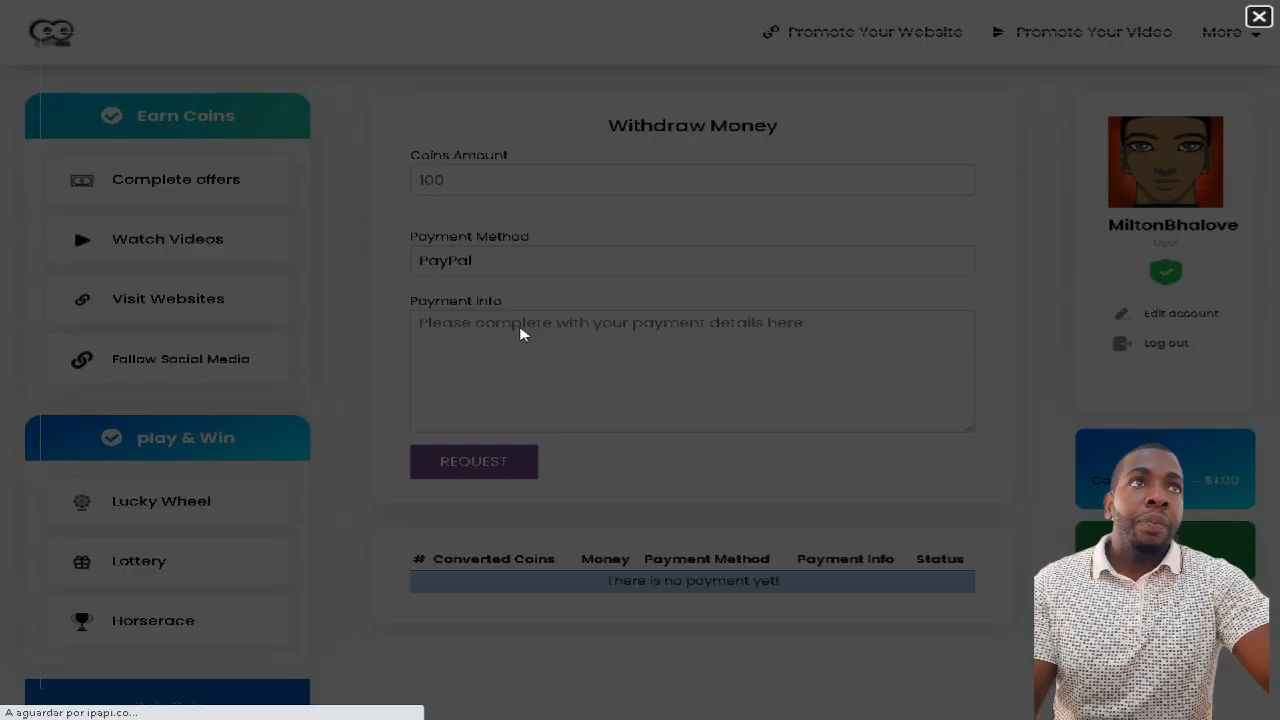 Promote Your Website
Promote Your Video
More
Earn Coins
Complete offers
Watch Videos
Visit Websites
Follow Social Media
play & Win
Lucky Wheel
Lottery
Horserace
Withdraw Money
Coins Amount
100
Payment Method
PayPal
Payment Info
Please complete with your payment details here
REQUEST
# Converted Coins Money Payment Method Payment Info Status
There is no payment yet!
MiltonBhalove
User
Edit account
Log out
= $1.00
A aguardar por ipapi.co...